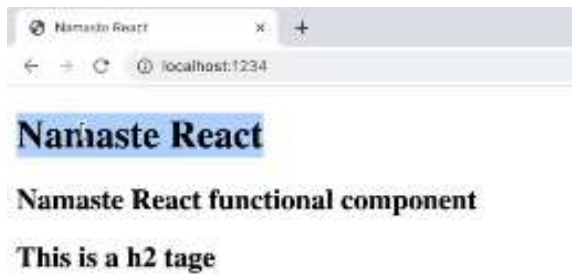 Namaste React
localhost:1234
Namaste React
Namaste React functional component
This is a h2 tage